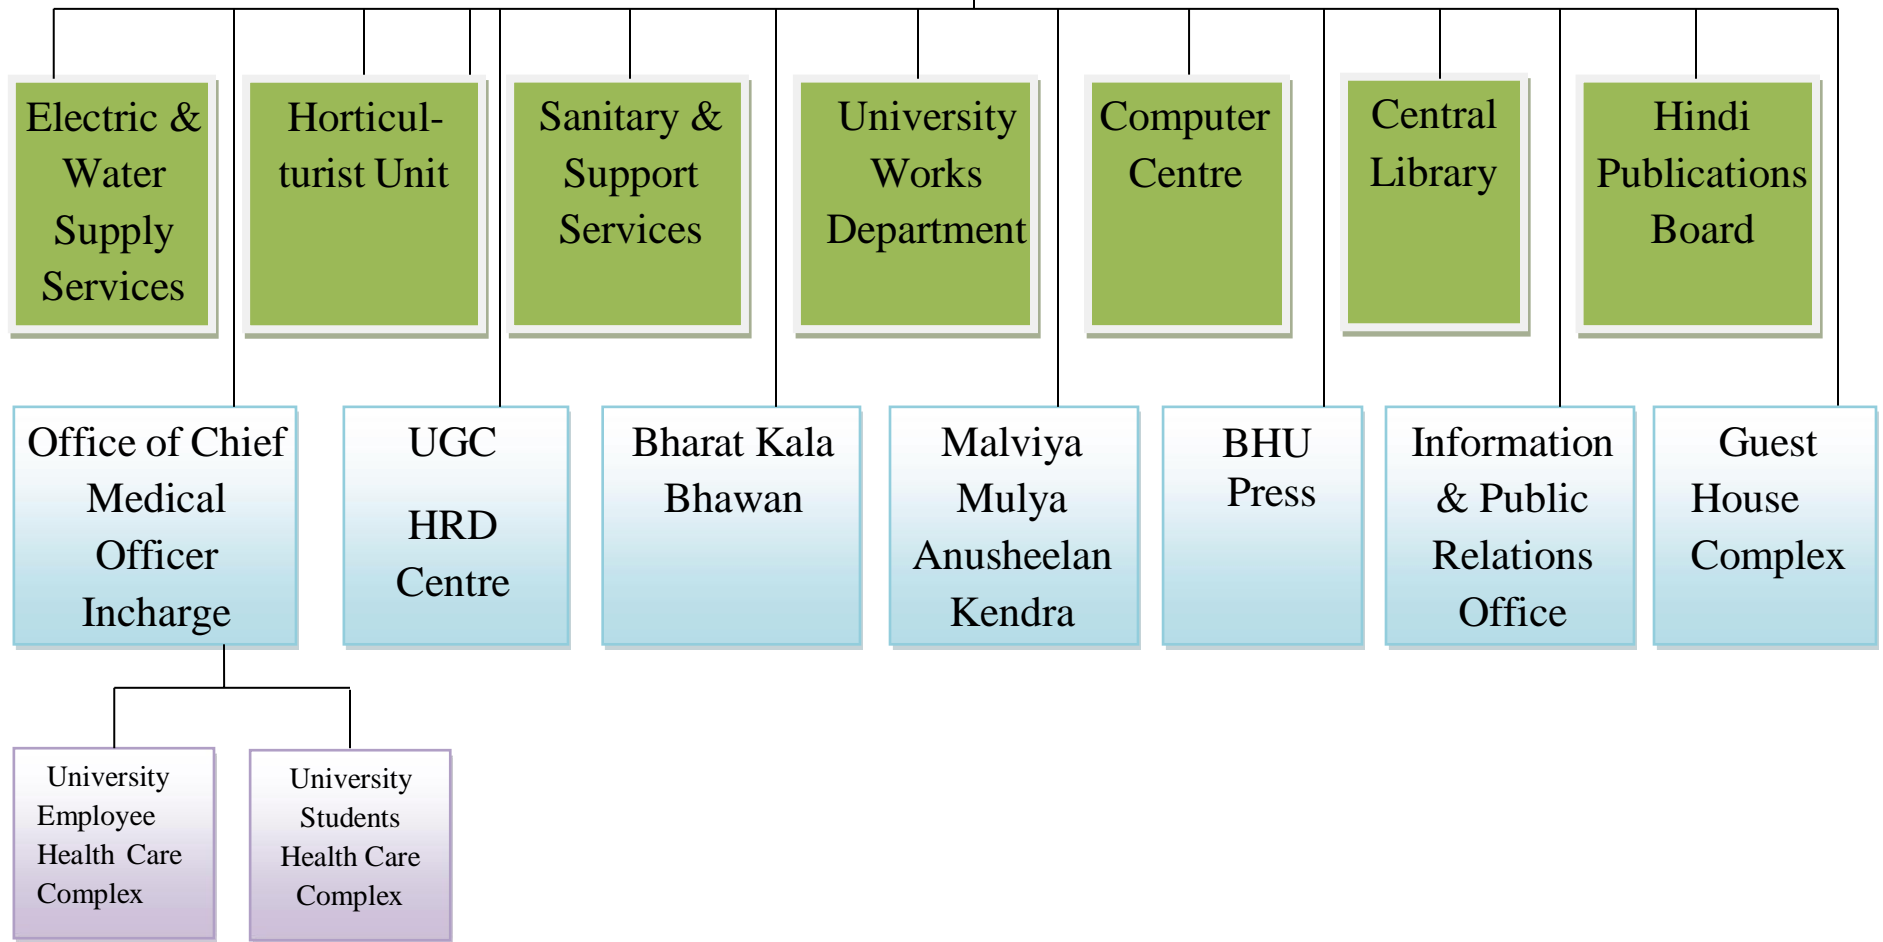 Electric &
Water
Supply
Services
Horticul-
turist Unit
Sanitary &
Support
Services
University
Works
Department
Computer
Centre
Central
Library
Hindi
Publications
Board
Office of Chief
Medical
Officer
Incharge
UGC
HRD
Centre
Bharat Kala
Bhawan
Malviya
Mulya
Anusheelan
Kendra
BHU
Press
Information
& Public
Relations
Office
Guest
House
Complex
University
Employee
Health Care
Complex
University
Students
Health Care
Complex